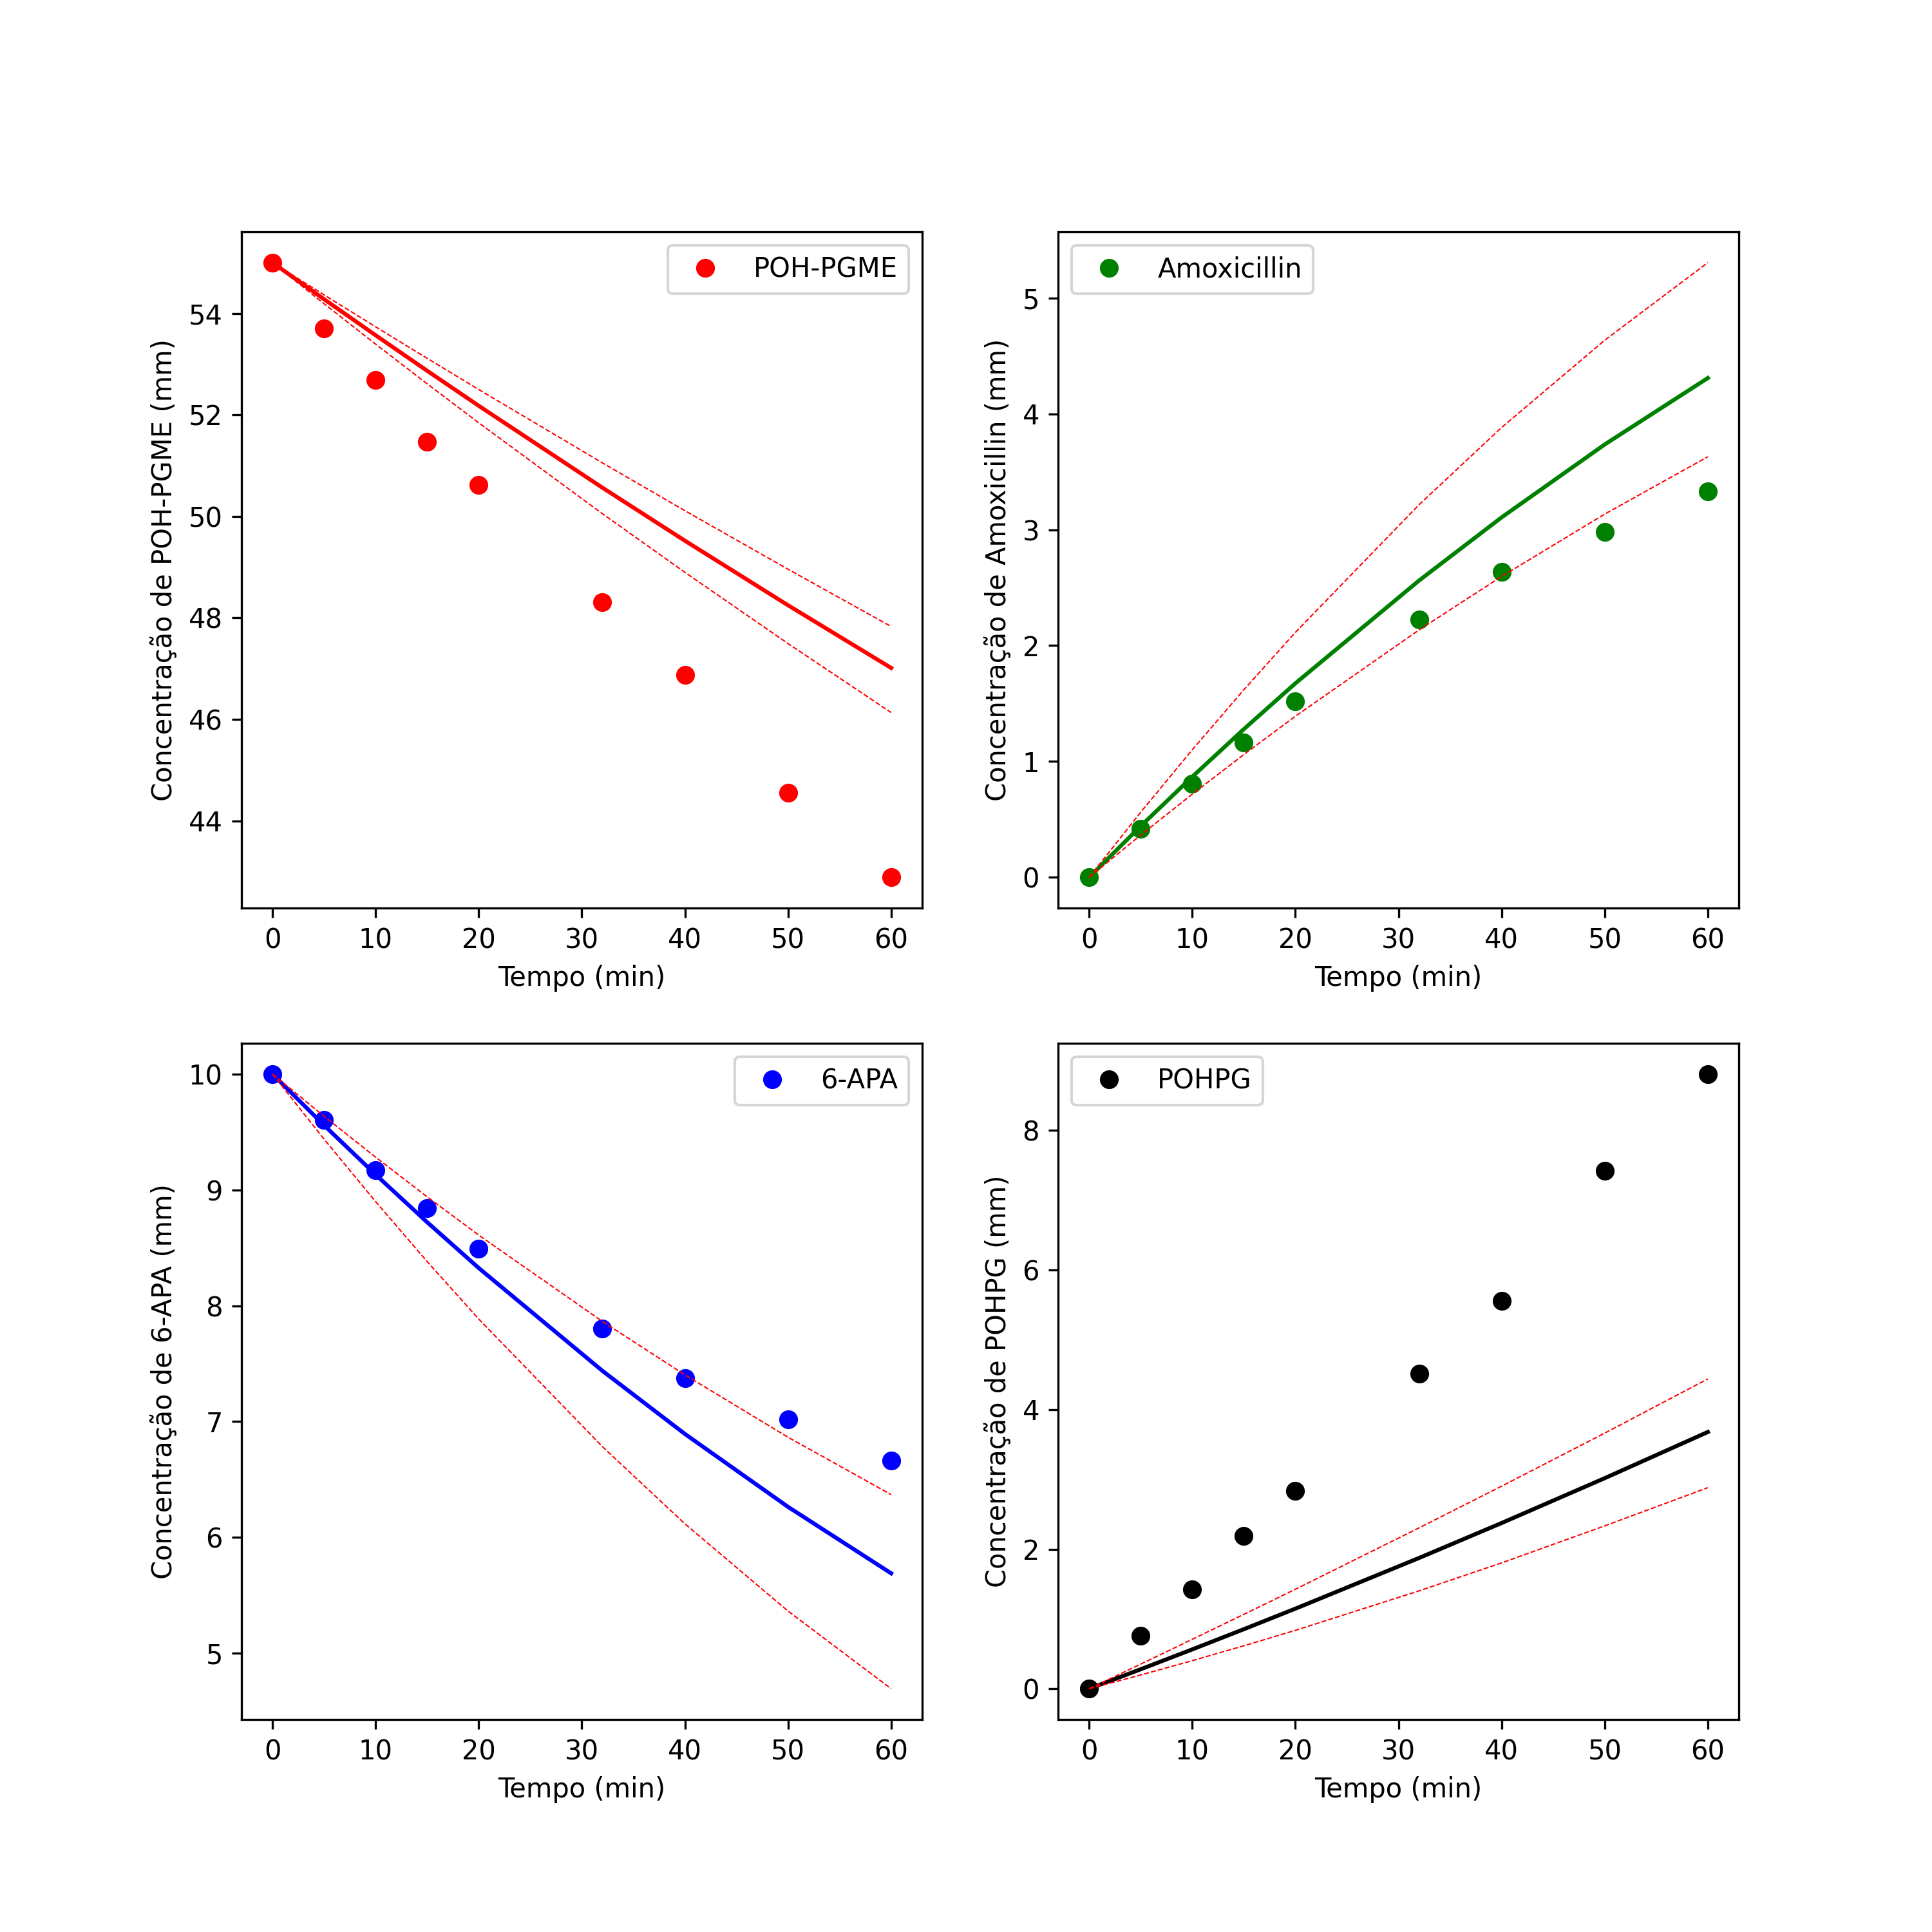 POH-PGME
Concentração de POH-PGME (mm)
54
52
50
48
46
44
0 10 20 30 40 50 60
Tempo (min)
Amoxicillin
Concentração de Amoxicillin (mm)
5
4
3
2
1
0
0 10 20 30 40 50 60
Tempo (min)
6-APA
Concentração de 6-APA (mm)
10
9
8
7
6
5
0 10 20 30 40 50 60
Tempo (min)
POHPG
Concentração de POHPG (mm)
8
6
4
2
0
0 10 20 30 40 50 60
Tempo (min)